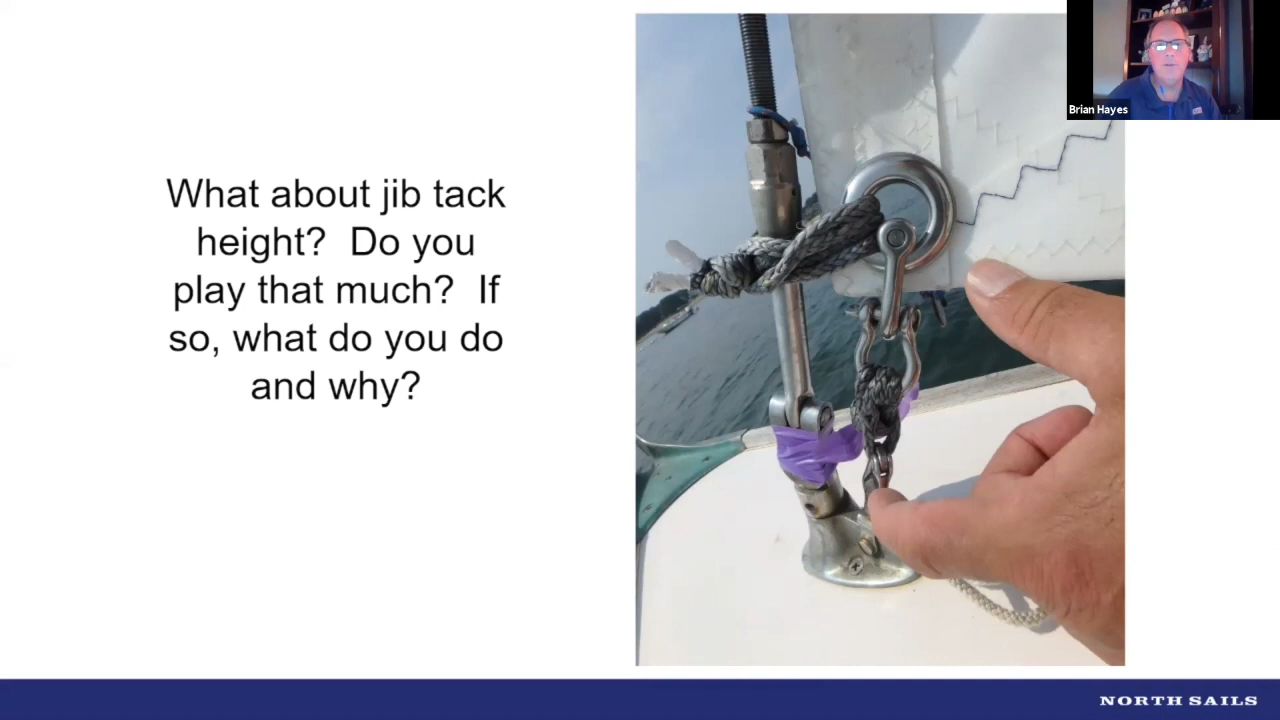 What about jib tack
height? Do you
play that much? If
so, what do you do
and why?
Brian Hayes
NORTH SAILS